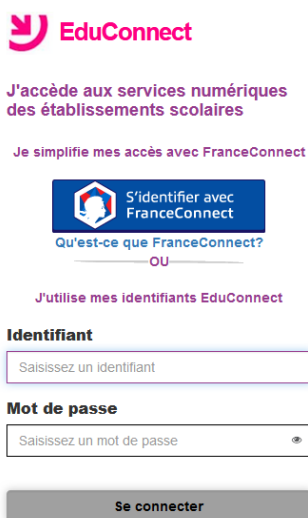 EduConnect
J'accède aux services numériques
des établissements scolaires
Je simplifie mes accès avec FranceConnect
S'identifier avec
FranceConnect
Qu'est-ce que FranceConnect?
OU
J'utilise mes identifiants EduConnect
Identifiant
Saisissez un identifiant
Mot de passe
Saisissez un mot de passe
Se connecter